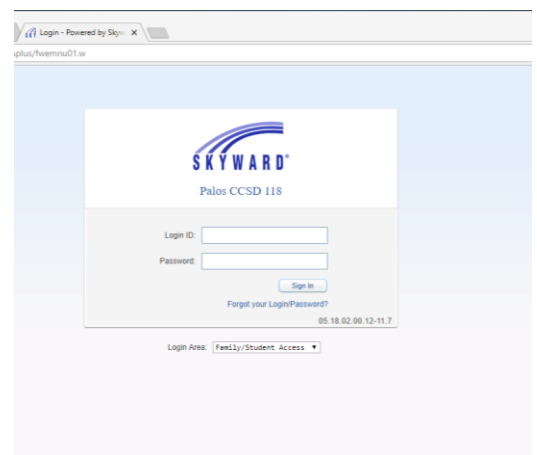 Login - Powered by Skyw
plus/fwemnu01.w
SKYWARD®
Palos CCSD 118
Login ID:
Password:
Sign In
Forgot your Login/Password?
05.18.02.00.12-11.7
Login Area: Family/Student Access